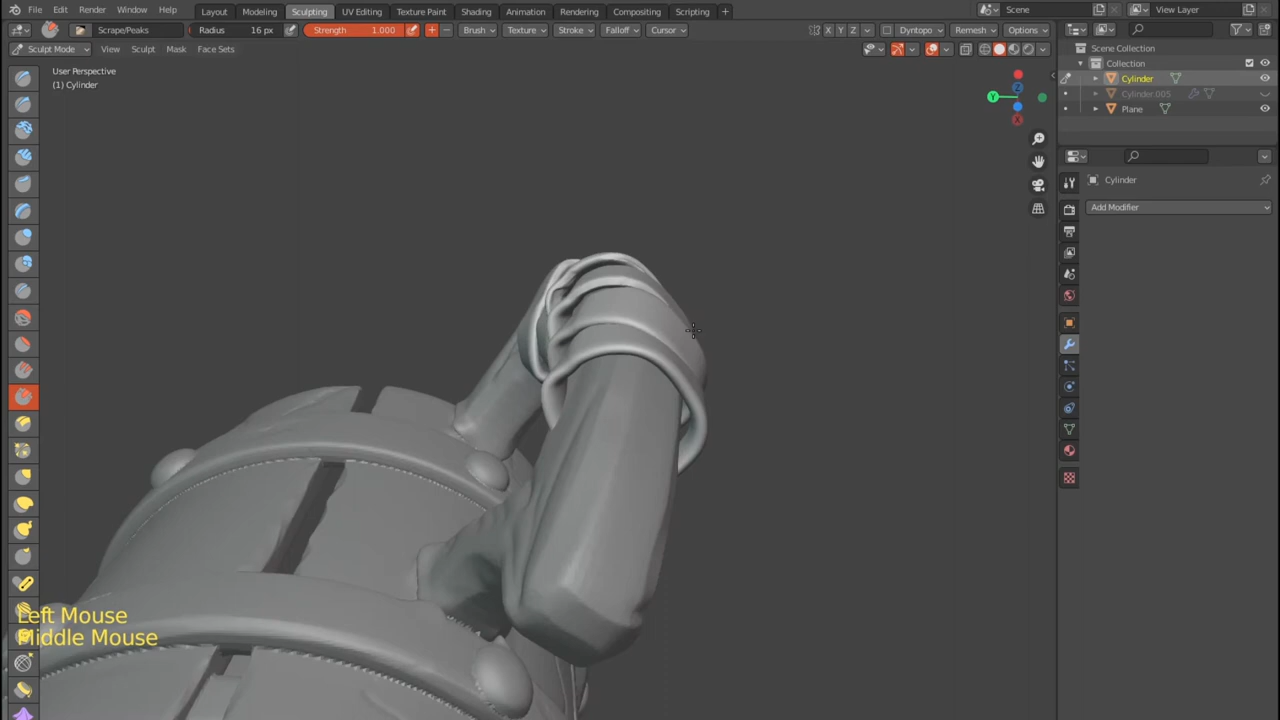 File Edit Render Window Help Layout Modeling Sculpting UV Editing Texture Paint Shading Animation Rendering Compositing Scripting + Scene View Layer
Scrape/Peaks Radius 16 px Strength 1.000 + − Brush Texture Stroke Falloff Cursor X Y Z Dyntopo Remesh Options
Sculpt Mode View Sculpt Mask Face Sets
Scene Collection
Collection
Cylinder
Cylinder.005
Plane
User Perspective
(1) Cylinder
Z
Y
X
Cylinder
Add Modifier
Left Mouse
Middle Mouse